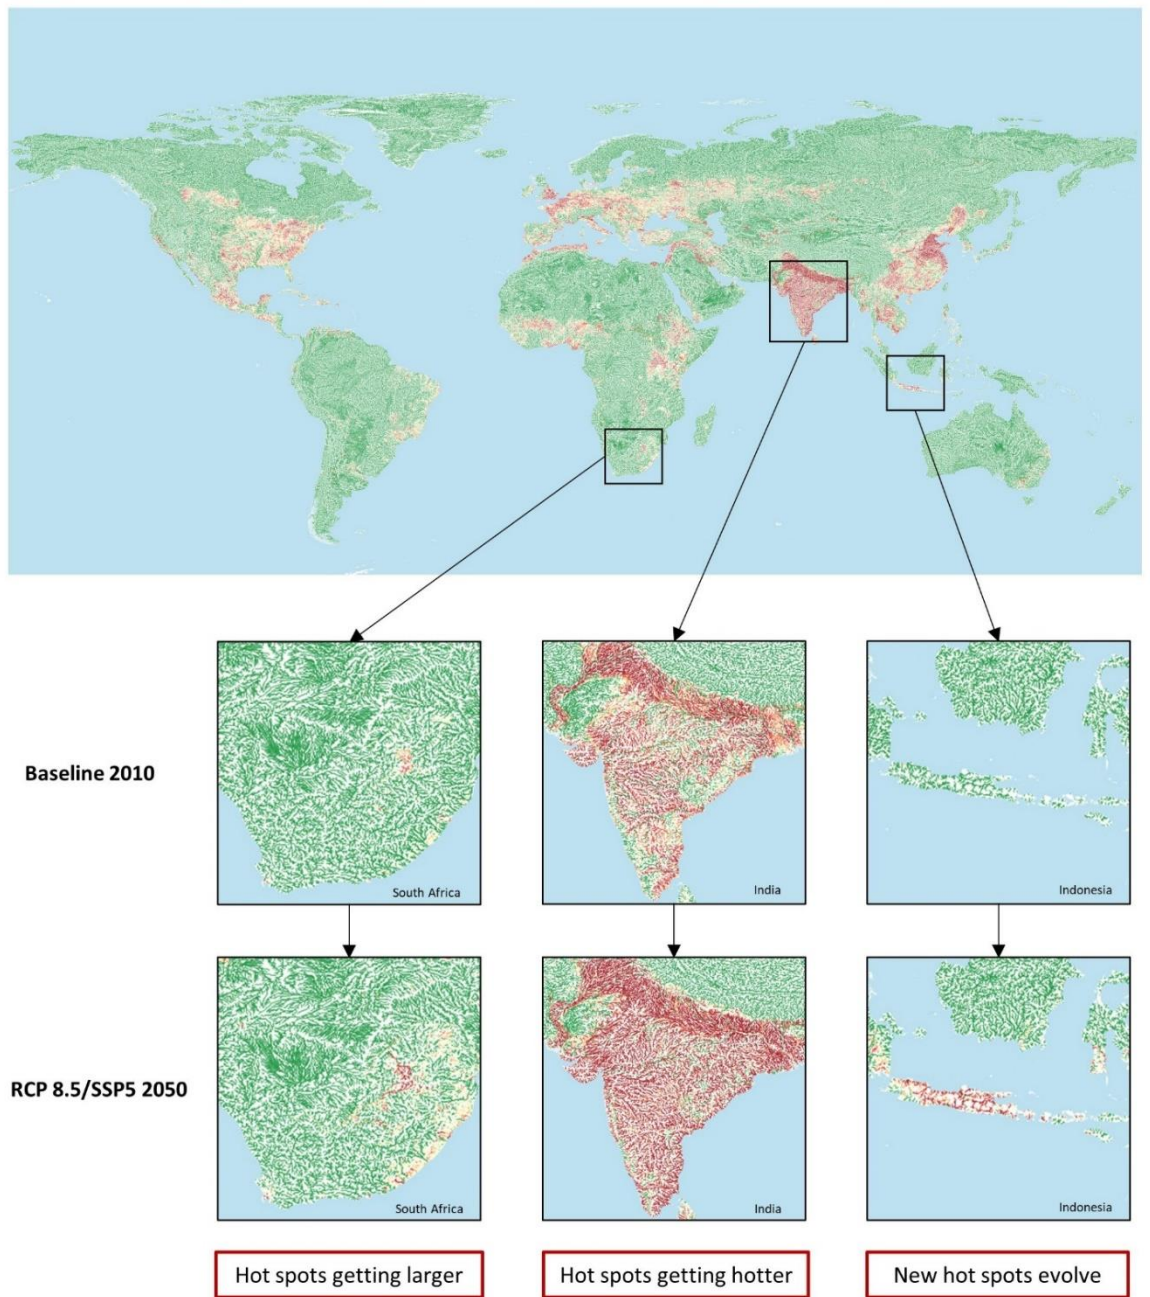 Baseline 2010
South Africa
India
Indonesia
RCP 8.5/SSP5 2050
South Africa
India
Indonesia
Hot spots getting larger
Hot spots getting hotter
New hot spots evolve